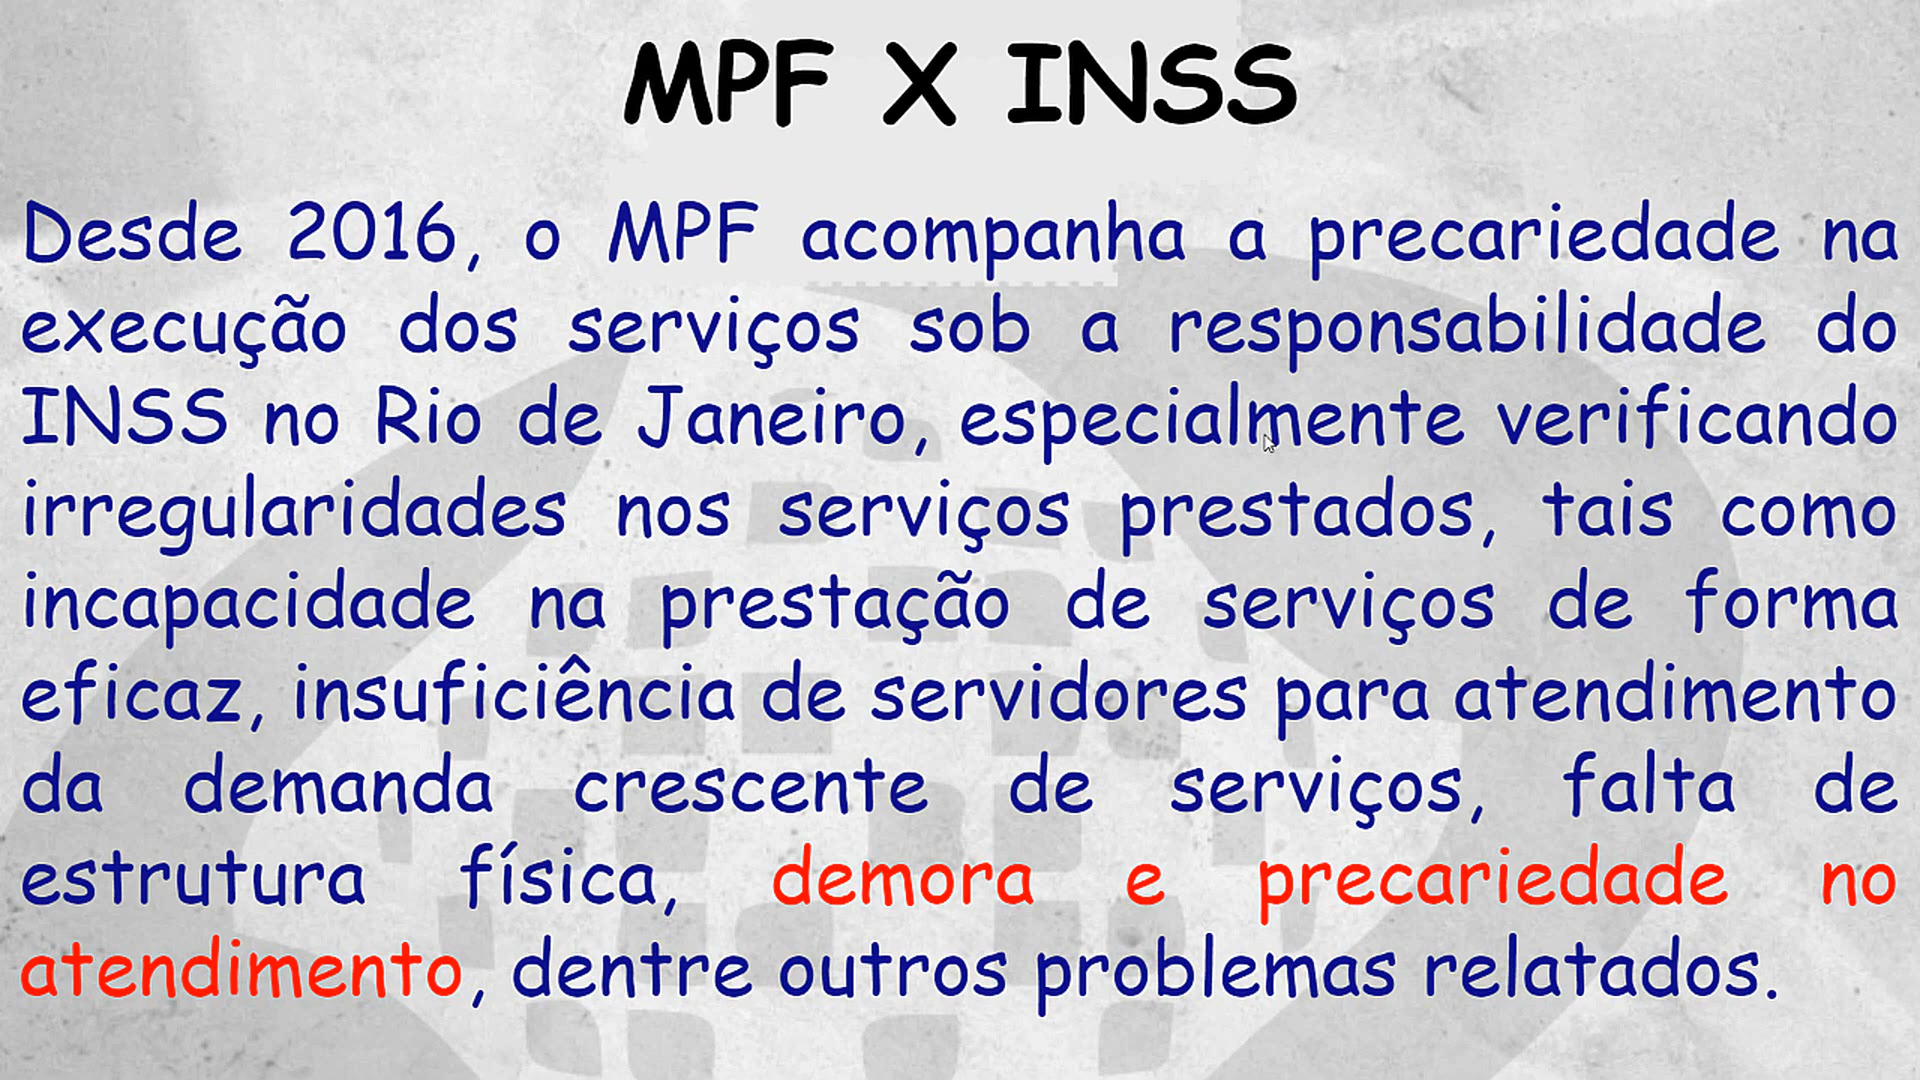 MPF X INSS
Desde 2016, o MPF acompanha a precariedade na
execução dos serviços sob a responsabilidade do
INSS no Rio de Janeiro, especialmente verificando
irregularidades nos serviços prestados, tais como
incapacidade na prestação de serviços de forma
eficaz, insuficiência de servidores para atendimento
da demanda crescente de serviços, falta de
estrutura física, demora e precariedade no
atendimento, dentre outros problemas relatados.